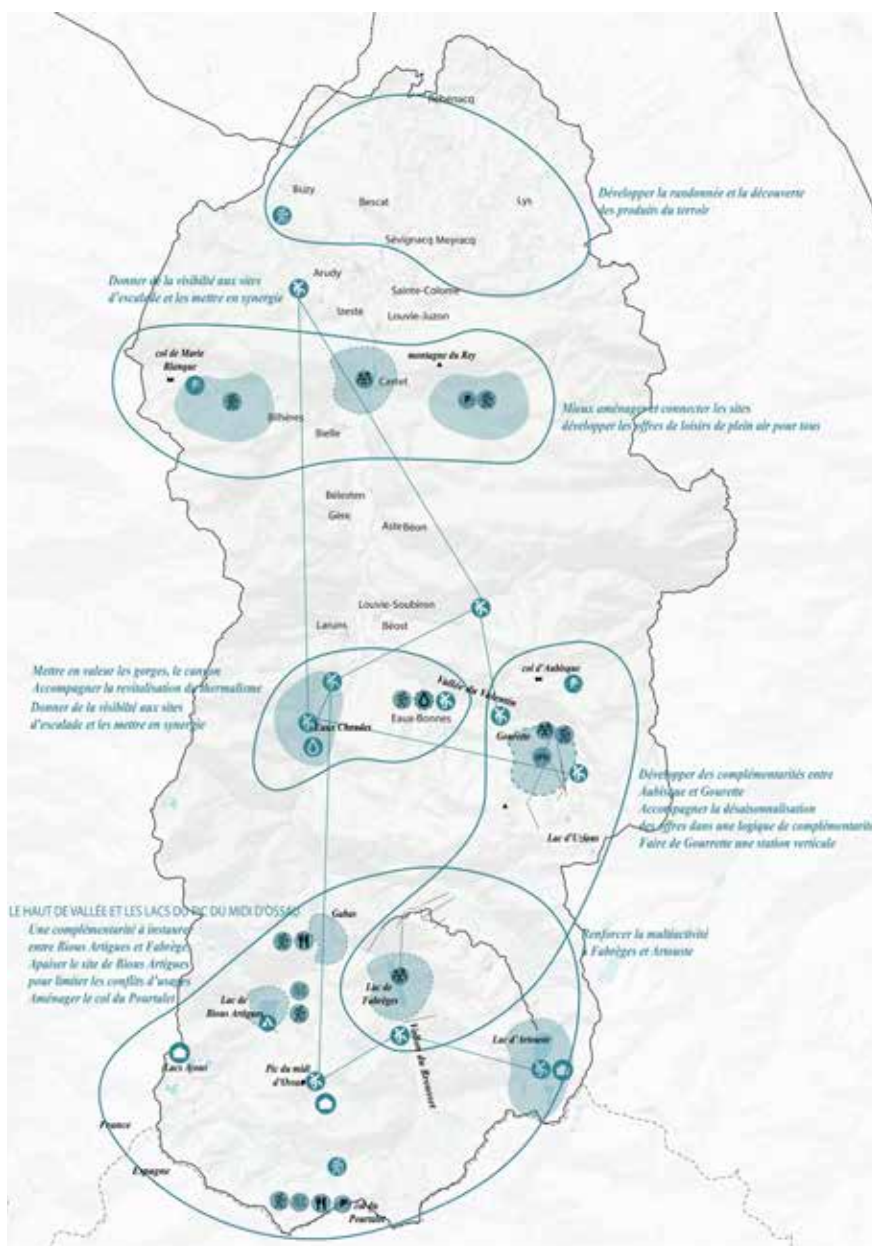 Rébénacq
Buzy
Bescat
Lys
Développer la randonnée et la découverte
des produits du terroir
Sévignacq Meyracq
Arudy
Donner de la visibilté aux sites
d'escalade et les mettre en synergie
Sainte-Colome
Izeste
Louvie-Juzon
col de Marie
Blanque
montagne du Rey
Castet
Mieux aménager et connecter les sites
développer les offres de loisirs de plein air pour tous
Bilhères
Bielle
Bélesten
Gère
Aste Béon
Louvie-Soubiron
Laruns
Béost
Mettre en valeur les gorges, le canyon
Accompagner la revitalisation du thermalisme
Donner de la visibilté aux sites
d'escalade et les mettre en synergie
col d'Aubisque
Vallée du Valentin
Eaux-Bonnes
Eaux Chaudes
Gourette
Développer des complémentarités entre
Aubisque et Gourette
Accompagner la désaisonnalisation
des offres dans une logique de complémentarité
Faire de Gourrette une station verticale
Lac d'Uzious
LE HAUT DE VALLÉE ET LES LACS DU PIC DU MIDI D'OSSAU
Une complémentarité à instaurer
entre Bious Artigues et Fabrèges
Apaiser le site de Bious Artigues
pour limiter les conflits d'usages
Aménager le col du Pourtalet
Gabas
Renforcer la multiactivité
à Fabrèges et Artouste
Lac de
Fabrèges
Lac de
Bious Artigues
Vallon du Brousset
Lac d'Artouste
Lacs Ayous
Pic du midi
d'Ossau
France
Espagne
col du
Pourtalet